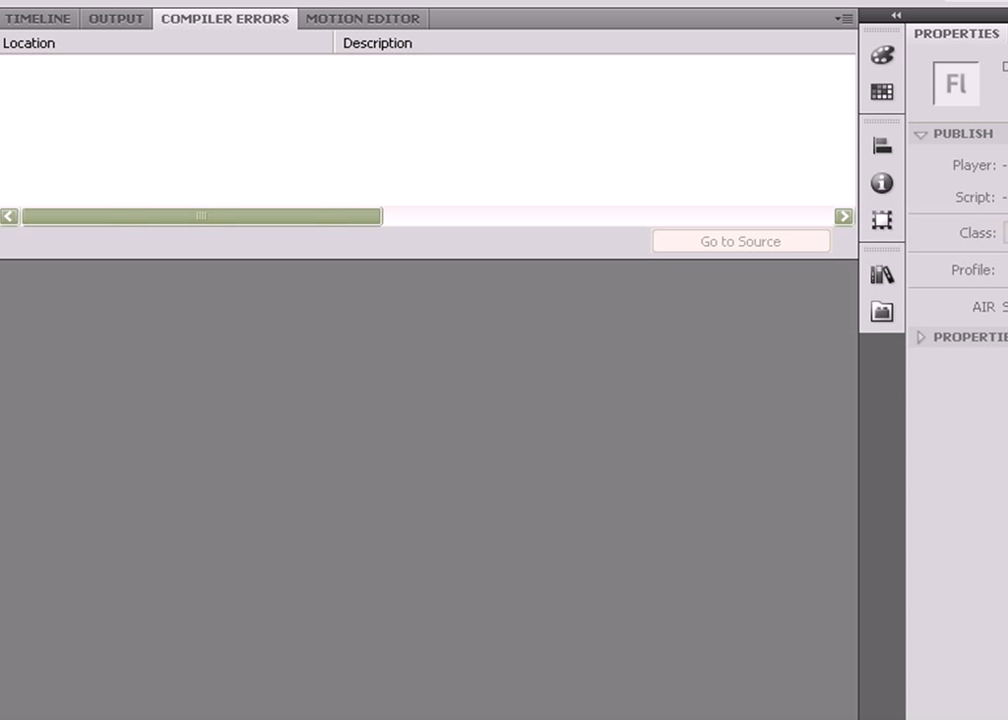 TIMELINE OUTPUT COMPILER ERRORS MOTION EDITOR
Location Description
Go to Source
PROPERTIES
Fl
PUBLISH
Player: -
Script: -
Class:
Profile:
AIR